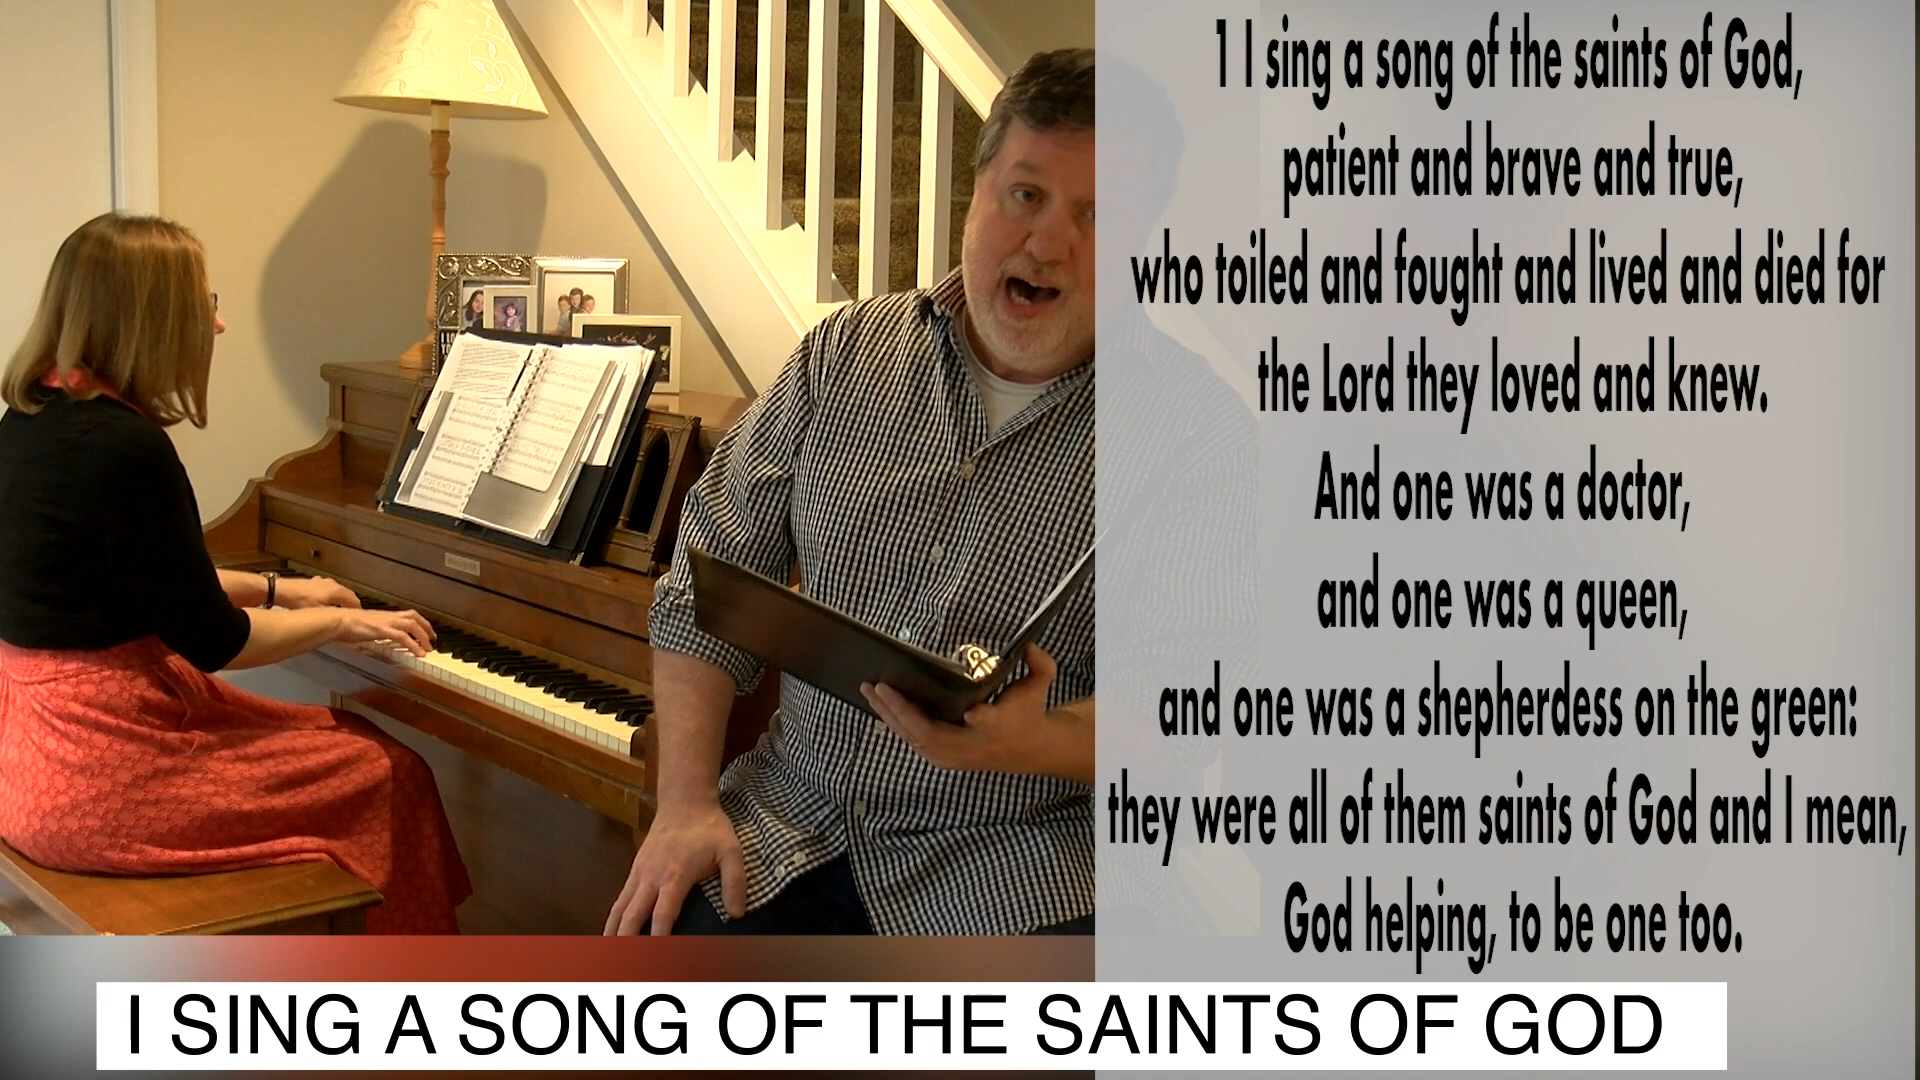 1 I sing a song of the saints of God,
patient and brave and true,
who toiled and fought and lived and died for
the Lord they loved and knew.
And one was a doctor,
and one was a queen,
and one was a shepherdess on the green:
they were all of them saints of God and I mean,
God helping, to be one too.
I SING A SONG OF THE SAINTS OF GOD